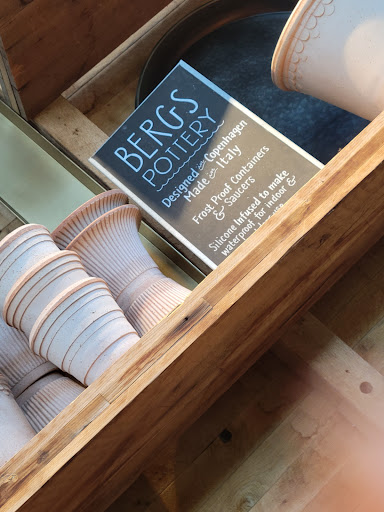 BERGS
POTTERY
Designed in Copenhagen
Made in Italy
Frost Proof Containers
& Saucers
Silicone Infused to make
waterproof for indoor &